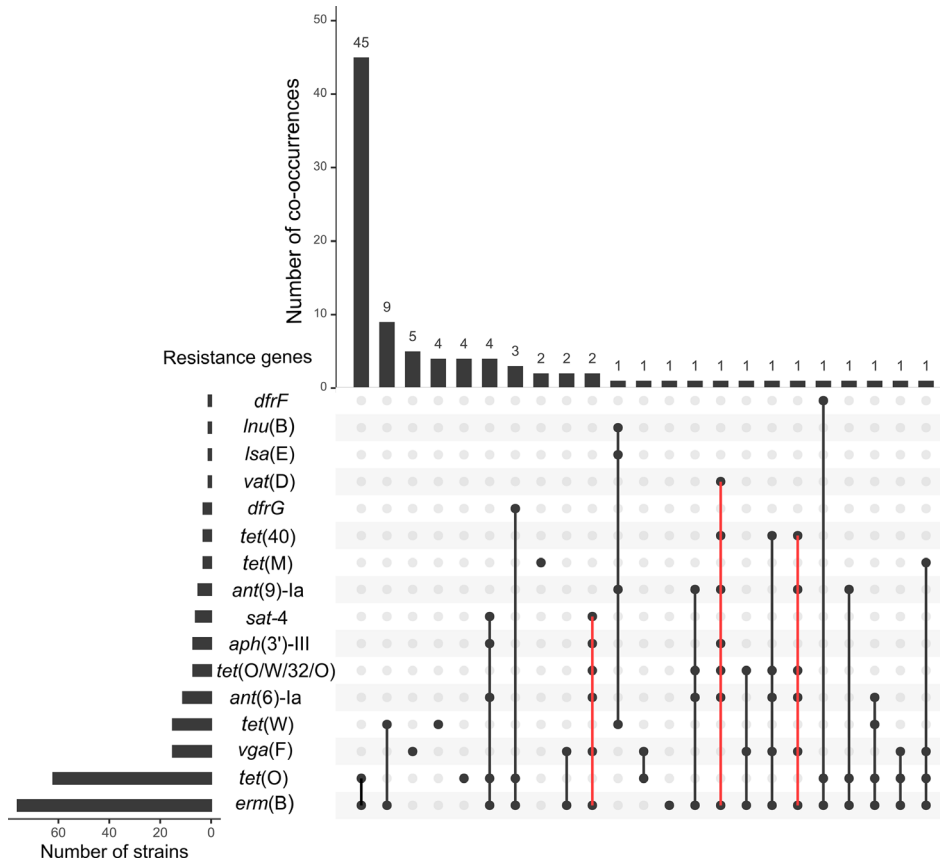 50
45
40
30
20
10
0
Number of co-occurrences
9
5
4
4
4
3
2
2
2
1
1
1
1
1
1
1
1
1
1
1
1
1
Resistance genes
dfrF
lnu(B)
lsa(E)
vat(D)
dfrG
tet(40)
tet(M)
ant(9)-Ia
sat-4
aph(3')-III
tet(O/W/32/O)
ant(6)-Ia
tet(W)
vga(F)
tet(O)
erm(B)
60 40 20 0
Number of strains